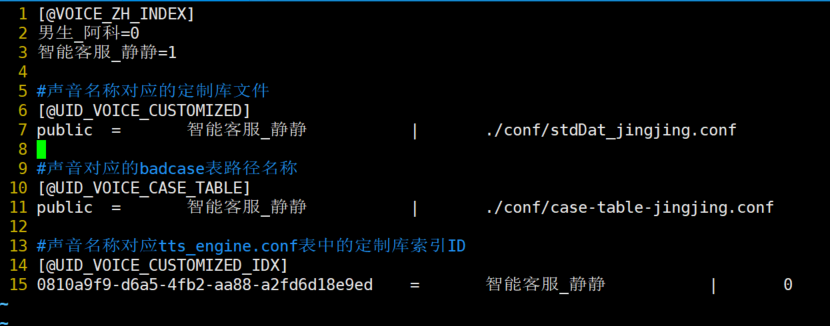 1 [@VOICE_ZH_INDEX]
2 男生_阿科=0
3 智能客服_静静=1
4
5 #声音名称对应的定制库文件
6 [@UID_VOICE_CUSTOMIZED]
7 public = 智能客服_静静 | ./conf/stdDat_jingjing.conf
8
9 #声音对应的badcase表路径名称
10 [@UID_VOICE_CASE_TABLE]
11 public = 智能客服_静静 | ./conf/case-table-jingjing.conf
12
13 #声音名称对应tts_engine.conf表中的定制库索引ID
14 [@UID_VOICE_CUSTOMIZED_IDX]
15 0810a9f9-d6a5-4fb2-aa88-a2fd6d18e9ed = 智能客服_静静 | 0
~
~